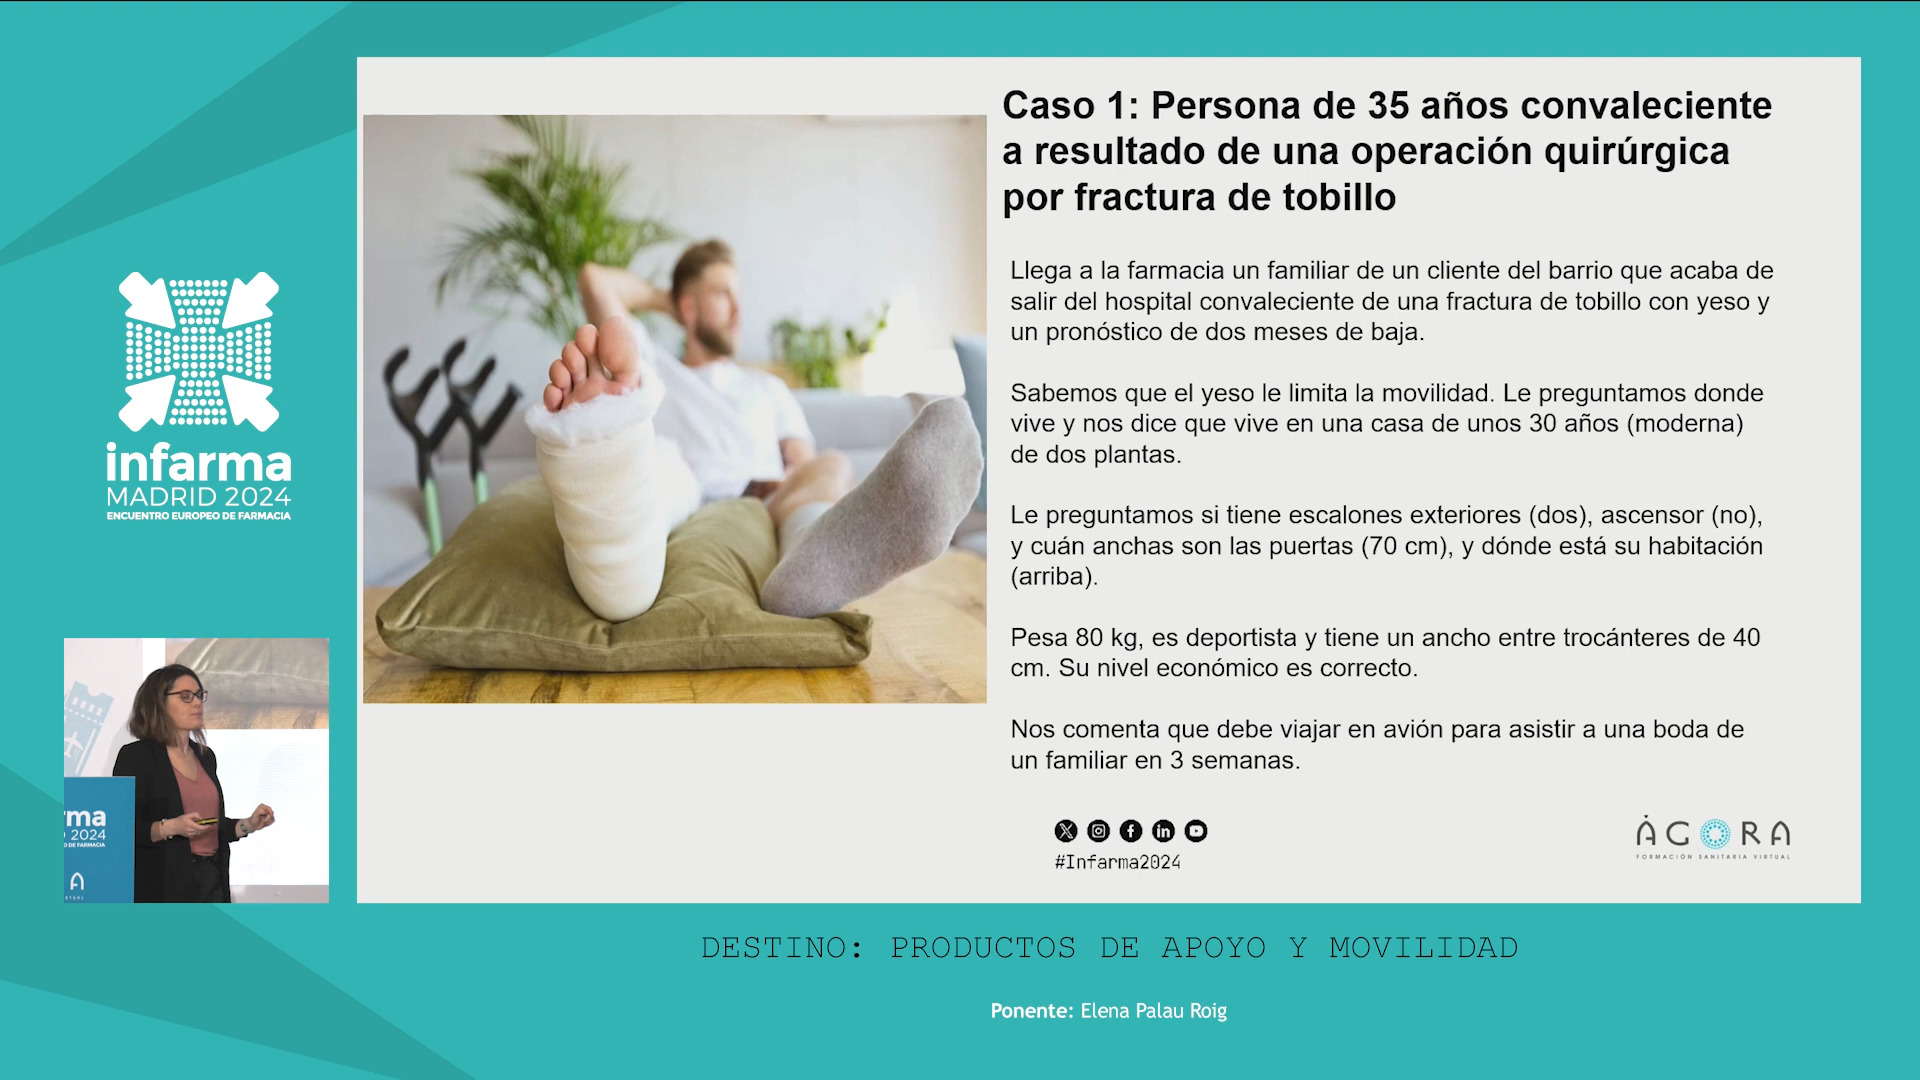 Caso 1: Persona de 35 años convaleciente
a resultado de una operación quirúrgica
por fractura de tobillo
Llega a la farmacia un familiar de un cliente del barrio que acaba de
salir del hospital convaleciente de una fractura de tobillo con yeso y
un pronóstico de dos meses de baja.
Sabemos que el yeso le limita la movilidad. Le preguntamos donde
vive y nos dice que vive en una casa de unos 30 años (moderna)
de dos plantas.
Le preguntamos si tiene escalones exteriores (dos), ascensor (no),
y cuán anchas son las puertas (70 cm), y dónde está su habitación
(arriba).
Pesa 80 kg, es deportista y tiene un ancho entre trocánteres de 40
cm. Su nivel económico es correcto.
Nos comenta que debe viajar en avión para asistir a una boda de
un familiar en 3 semanas.
#Infarma2024
ÀGORA
FORMACIÓN SANITARIA VIRTUAL
infarma
MADRID 2024
ENCUENTRO EUROPEO DE FARMACIA
rma
2024
O DE FARMACIA
A
TUAL
DESTINO: PRODUCTOS DE APOYO Y MOVILIDAD
Ponente: Elena Palau Roig